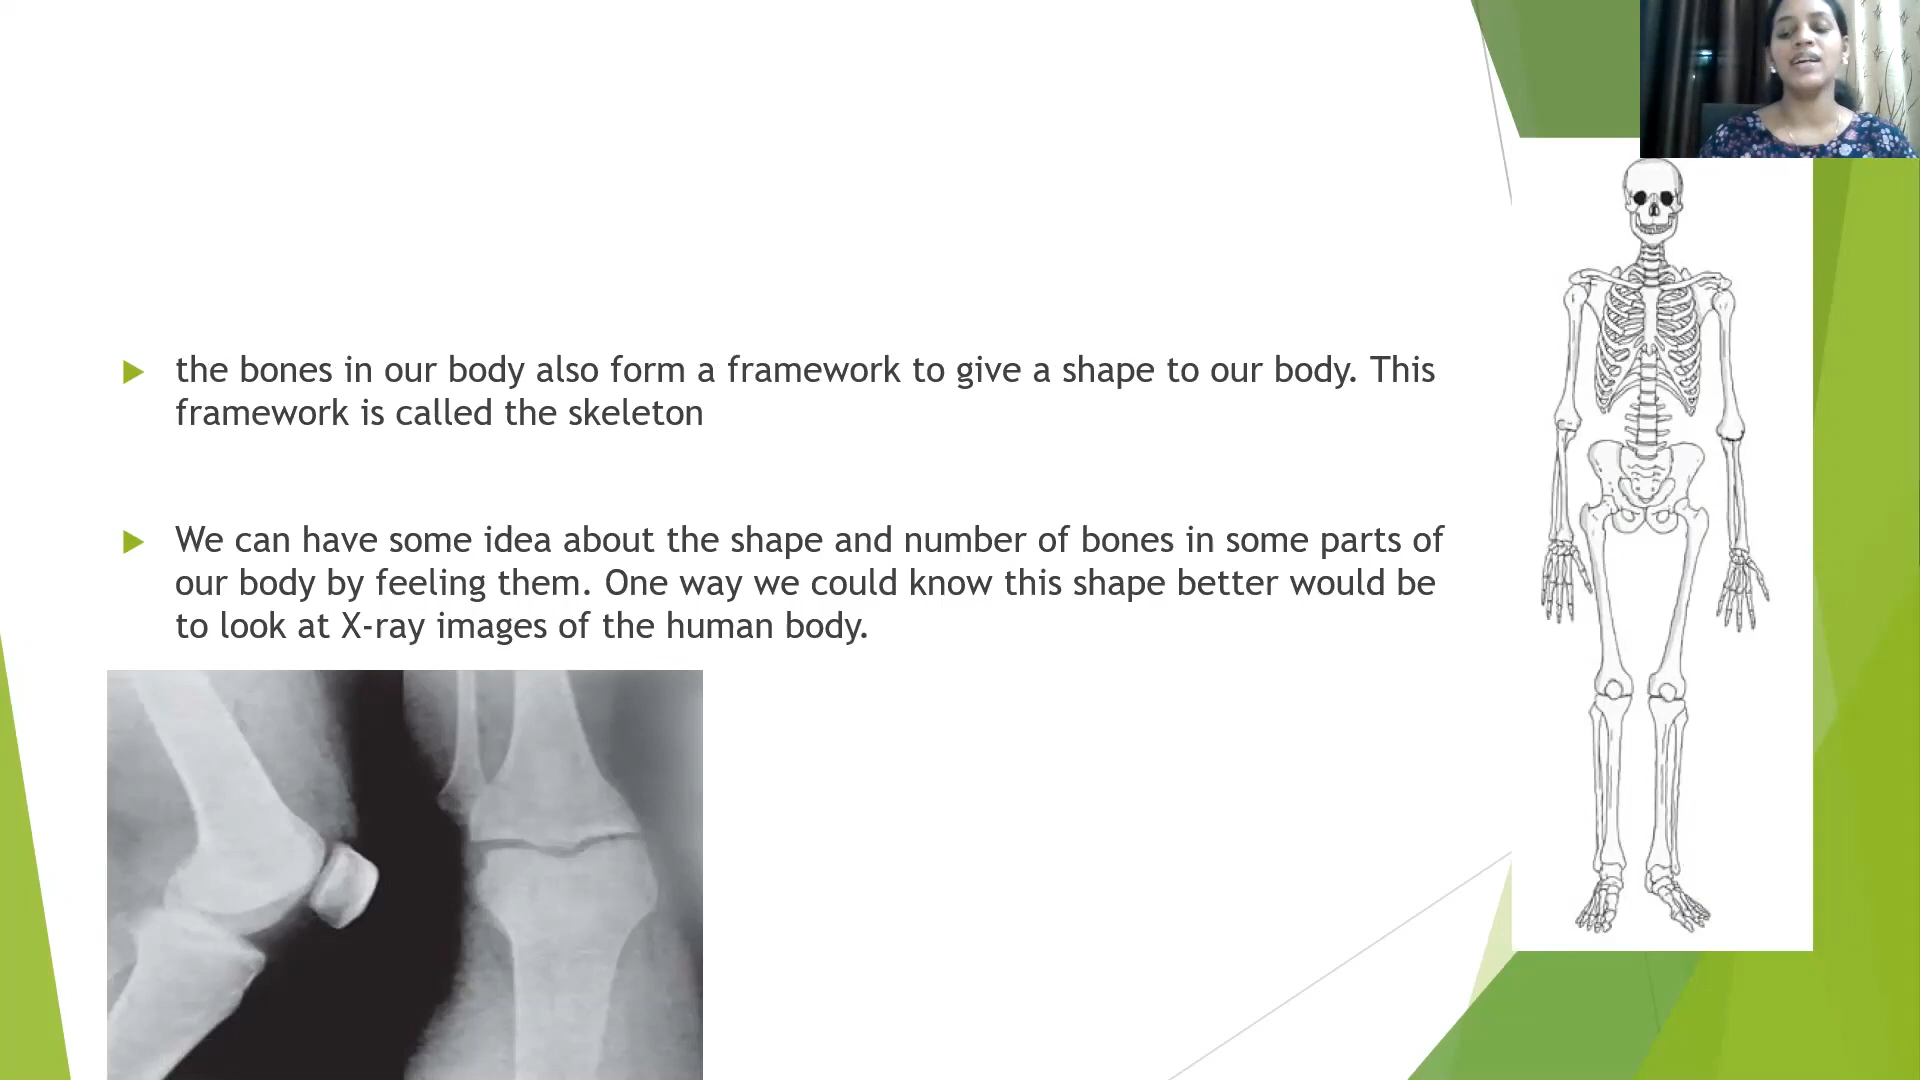 the bones in our body also form a framework to give a shape to our body. This
framework is called the skeleton
We can have some idea about the shape and number of bones in some parts of
our body by feeling them. One way we could know this shape better would be
to look at X-ray images of the human body.